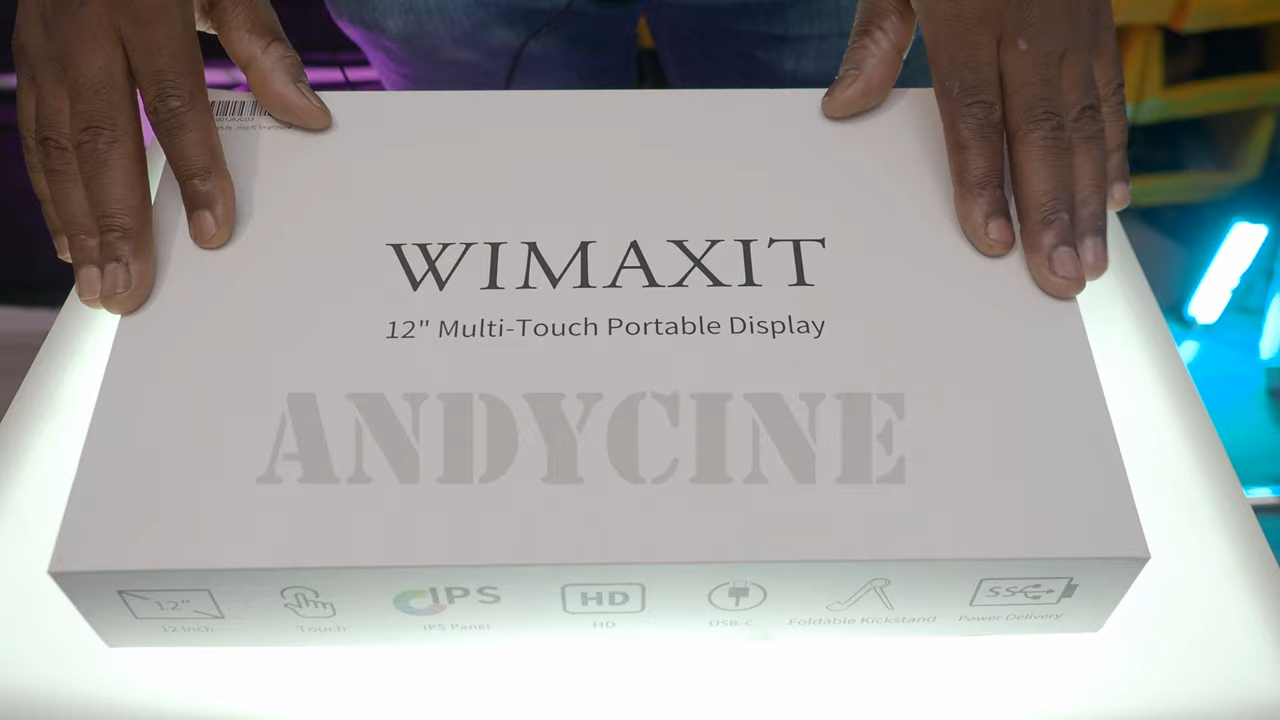 WIMAXIT
12" Multi-Touch Portable Display
ANDYCINE
12"
IPS
HD
SS
12 inch
Touch
IPS Panel
HD
USB-C
Foldable Kickstand
Power Delivery